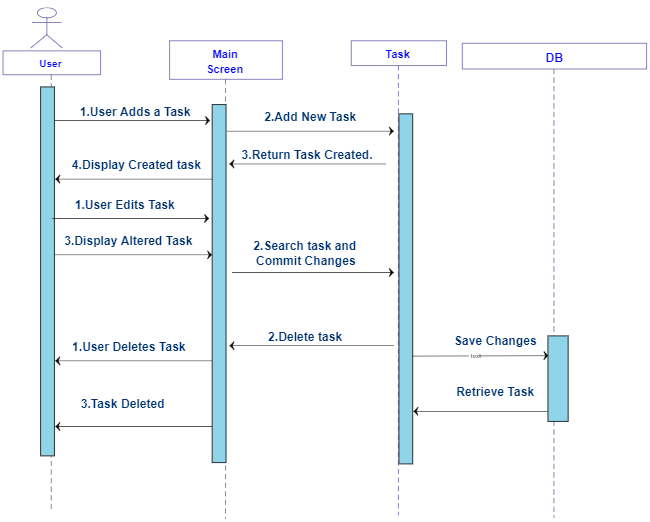 User
Main
Screen
Task
DB
1.User Adds a Task
2.Add New Task
3.Return Task Created.
4.Display Created task
1.User Edits Task
3.Display Altered Task
2.Search task and
Commit Changes
2.Delete task
1.User Deletes Task
Save Changes
text
Retrieve Task
3.Task Deleted